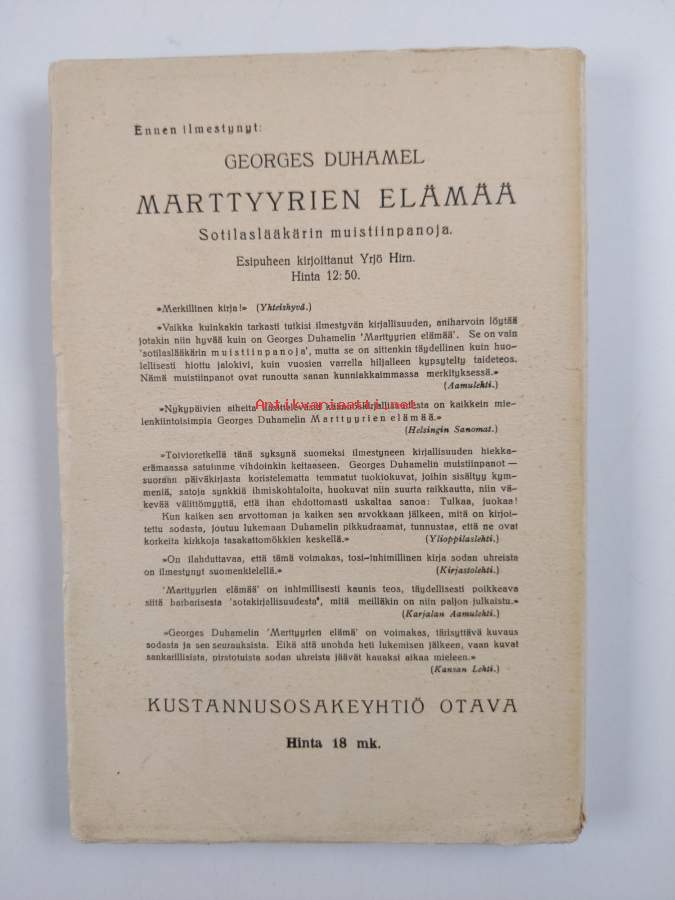 Ennen ilmestynyt:
GEORGES DUHAMEL
MARTTYYRIEN ELÄMÄÄ
Sotilaslääkärin muistiinpanoja.
Esipuheen kirjoittanut Yrjö Hirn.
Hinta 12:50.
»Merkillinen kirja!» (Yhteishyvä.)
»Vaikka kuinkakin tarkasti tutkisi ilmestyvän kirjallisuuden, aniharvoin löytää
jotakin niin hyvää kuin on Georges Duhamelin 'Marttyyrien elämää'. Se on vain
'sotilaslääkärin muistiinpanoja', mutta se on sittenkin täydellinen kuin huo-
lellisesti hiottu jalokivi, kuin vuosien varrella hiljalleen kypsytelty taideteos.
Nämä muistiinpanot ovat runoutta sanan kunniakkaimmassa merkityksessä.»
(Aamulehti.)
Antikvariaatti.net
»Nykypäivien aiheita käsittelevästä käännöskirjallisuudesta on kaikkein mie-
lenkiintoisimpia Georges Duhamelin Marttyyrien elämää.»
(Helsingin Sanomat.)
»Toivioretkellä tänä syksynä suomeksi ilmestyneen kirjallisuuden hiekka-
erämaassa satuimme vihdoinkin keitaaseen. Georges Duhamelin muistiinpanot —
suoraan päiväkirjasta koristelematta temmatut tuokiokuvat, joihin sisältyy kym-
meniä, satoja synkkiä ihmiskohtaloita, huokuvat niin suurta raikkautta, niin vä-
kevää välittömyyttä, että ihan ehdottomasti uskaltaa sanoa: Tulkaa, juokaa!
Kun kaiken sen arvottoman ja kaiken sen arvokkaan jälkeen, mitä on kirjoi-
tettu sodasta, joutuu lukemaan Duhamelin pikkudraamat, tunnustaa, että ne ovat
korkeita kirkkoja tasakattomökkien keskellä.» (Ylioppilaslehti.)
»On ilahduttavaa, että tämä voimakas, tosi-inhimillinen kirja sodan uhreista
on ilmestynyt suomenkielellä.» (Kirjastolehti.)
'Marttyyrien elämää' on inhimillisesti kaunis teos, täydellisesti poikkeava
siitä barbarisesta 'sotakirjallisuudesta', mitä meilläkin on niin paljon julkaistu.»
(Karjalan Aamulehti.)
»Georges Duhamelin 'Marttyyrien elämä' on voimakas, tärisyttävä kuvaus
sodasta ja sen seurauksista. Eikä sitä unohda heti lukemisen jälkeen, vaan kuvat
sankarillisista, pirstotuista sodan uhreista jäävät kauaksi aikaa mieleen.»
(Kansan Lehti.)
KUSTANNUSOSAKEYHTIÖ OTAVA
Hinta 18 mk.